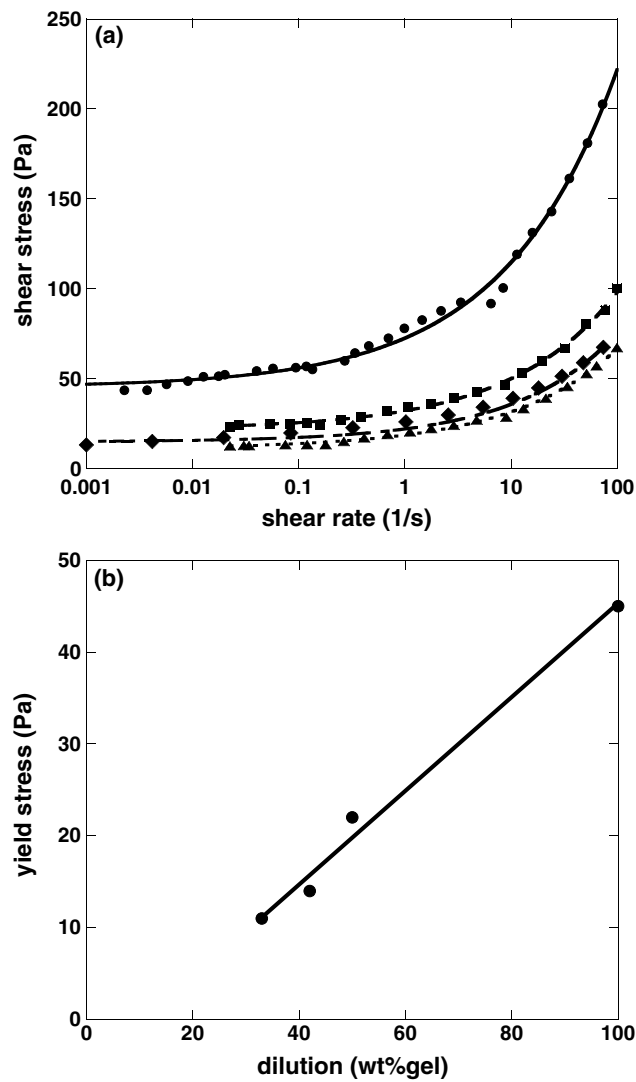 (a)
250
200
150
100
50
0
shear stress (Pa)
0.001 0.01 0.1 1 10 100
shear rate (1/s)
(b)
50
40
30
20
10
0
yield stress (Pa)
0 20 40 60 80 100
dilution (wt%gel)